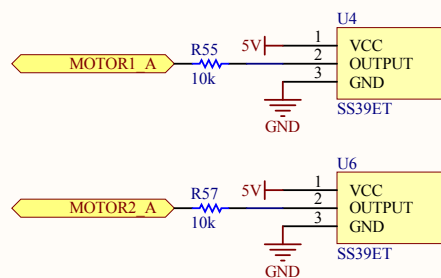 U4
5V
1 VCC
R55
MOTOR1_A
2 OUTPUT
10k
3 GND
GND
SS39ET
U6
5V
1 VCC
R57
MOTOR2_A
2 OUTPUT
10k
3 GND
GND
SS39ET